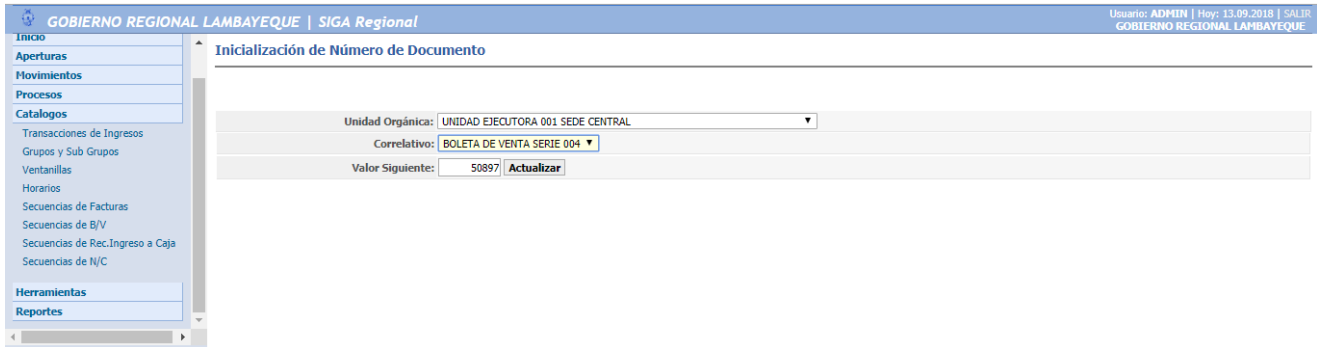 GOBIERNO REGIONAL LAMBAYEQUE | SIGA Regional
Usuario: ADMIN | Hoy: 13.09.2018 | SALIR
GOBIERNO REGIONAL LAMBAYEQUE
Inicio
Aperturas
Movimientos
Procesos
Catalogos
Transacciones de Ingresos
Grupos y Sub Grupos
Ventanillas
Horarios
Secuencias de Facturas
Secuencias de B/V
Secuencias de Rec.Ingreso a Caja
Secuencias de N/C
Herramientas
Reportes
Inicialización de Número de Documento
Unidad Orgánica: UNIDAD EJECUTORA 001 SEDE CENTRAL
Correlativo: BOLETA DE VENTA SERIE 004
Valor Siguiente: 50897 Actualizar